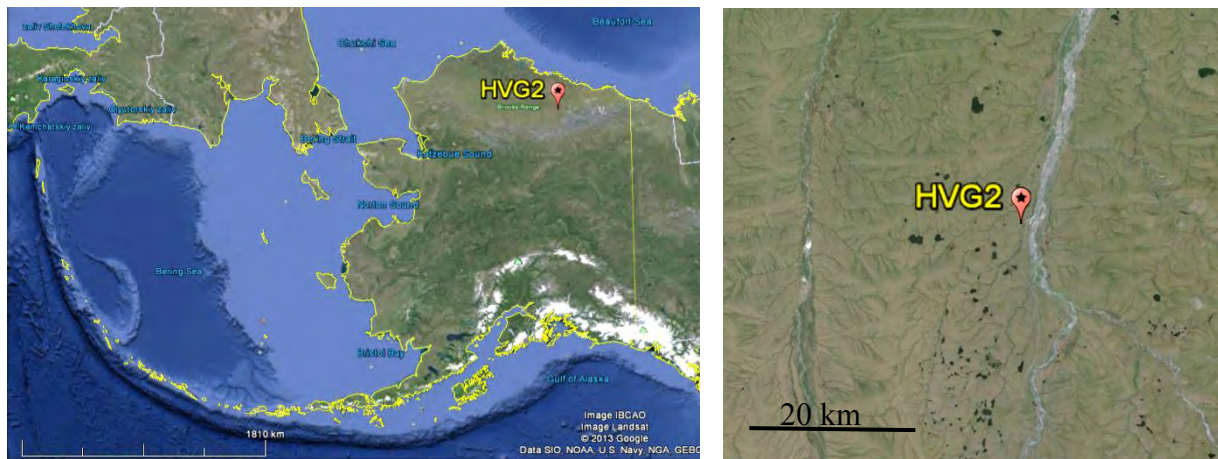 Beaufort Sea
zaliv Shelekhova
Chukchi Sea
Karaginskiy zaliv
HVG2
Brooks Range
Olyutorskiy zaliv
Kamchatskiy zaliv
Bering Strait
Kotzebue Sound
Norton Sound
Bering Sea
Bristol Bay
Gulf of Alaska
Image IBCAO
Image Landsat
© 2013 Google
1810 km
Data SIO, NOAA, U.S. Navy, NGA, GEBC
HVG2
20 km